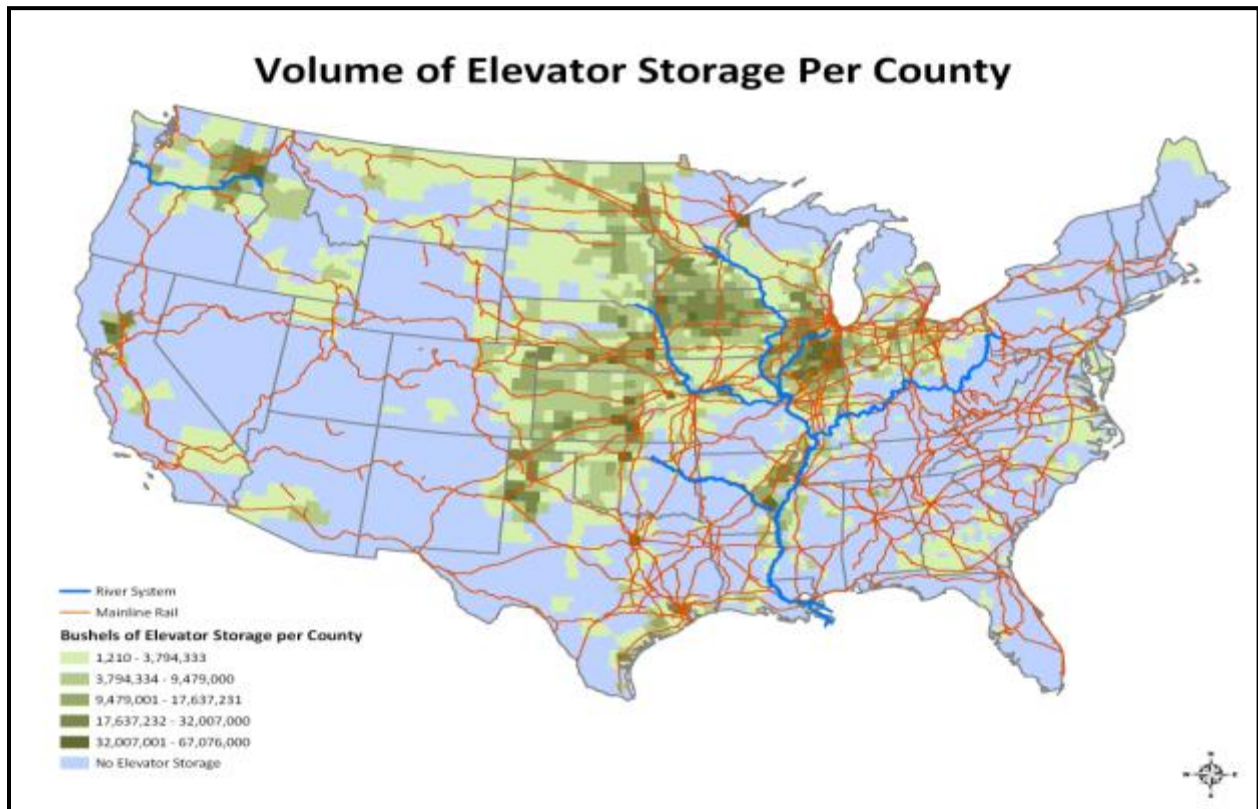 Volume of Elevator Storage Per County
River System
Mainline Rail
Bushels of Elevator Storage per County
1,210 - 3,794,333
3,794,334 - 9,479,000
9,479,001 - 17,637,231
17,637,232 - 32,007,000
32,007,001 - 67,076,000
No Elevator Storage
N
W E
S